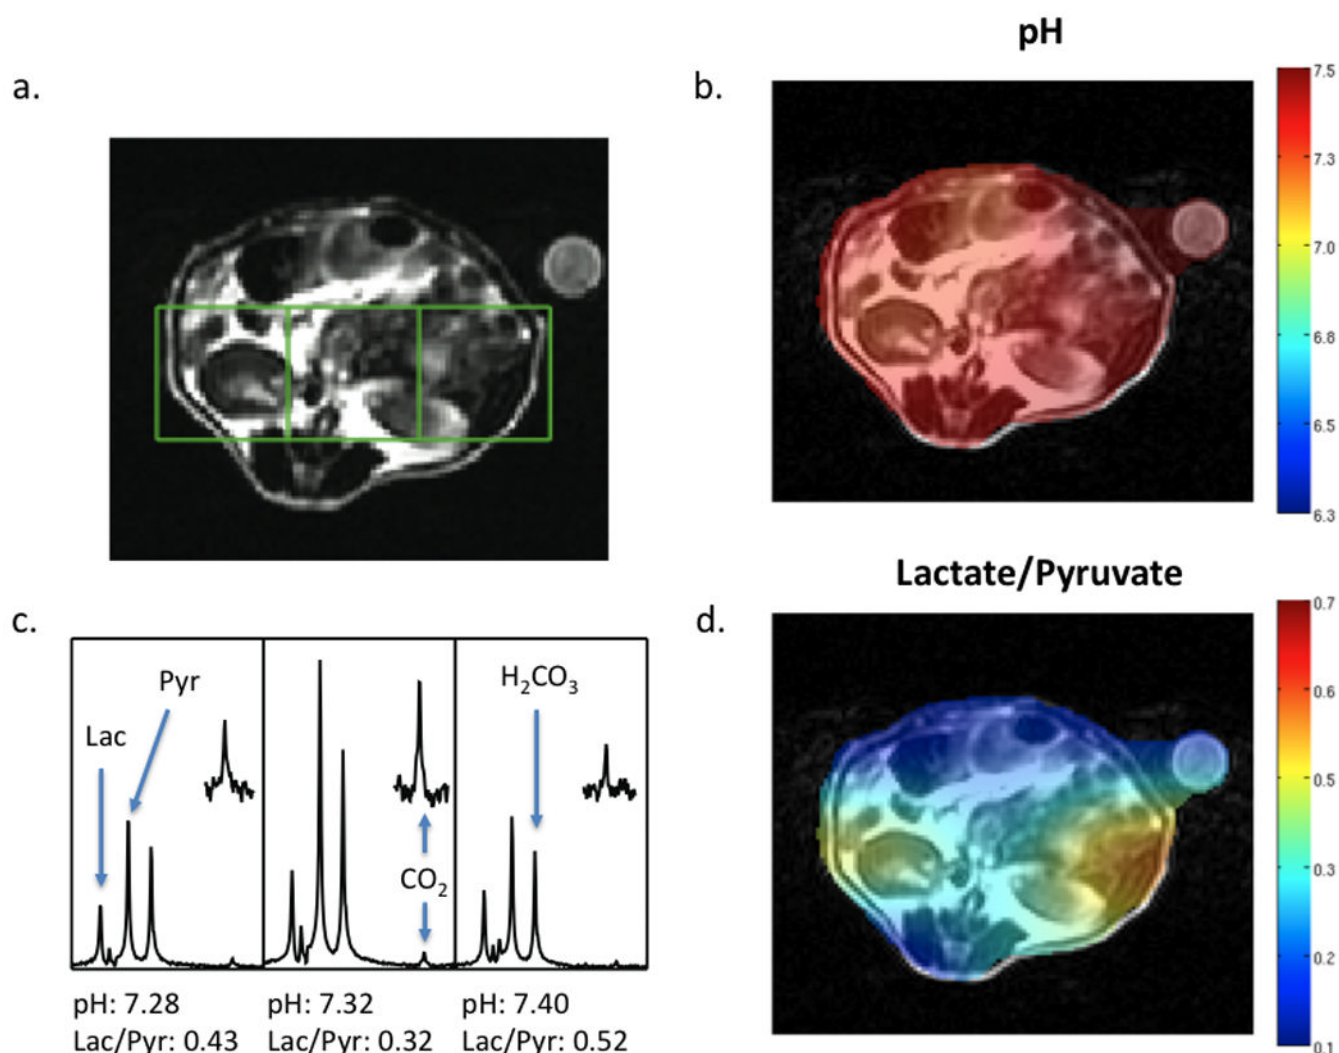 a.
b.
pH
7.5
7.3
7.0
6.8
6.5
6.3
c.
Pyr
Lac
H₂CO₃
CO₂
pH: 7.28
Lac/Pyr: 0.43
pH: 7.32
Lac/Pyr: 0.32
pH: 7.40
Lac/Pyr: 0.52
d.
Lactate/Pyruvate
0.7
0.6
0.5
0.3
0.2
0.1